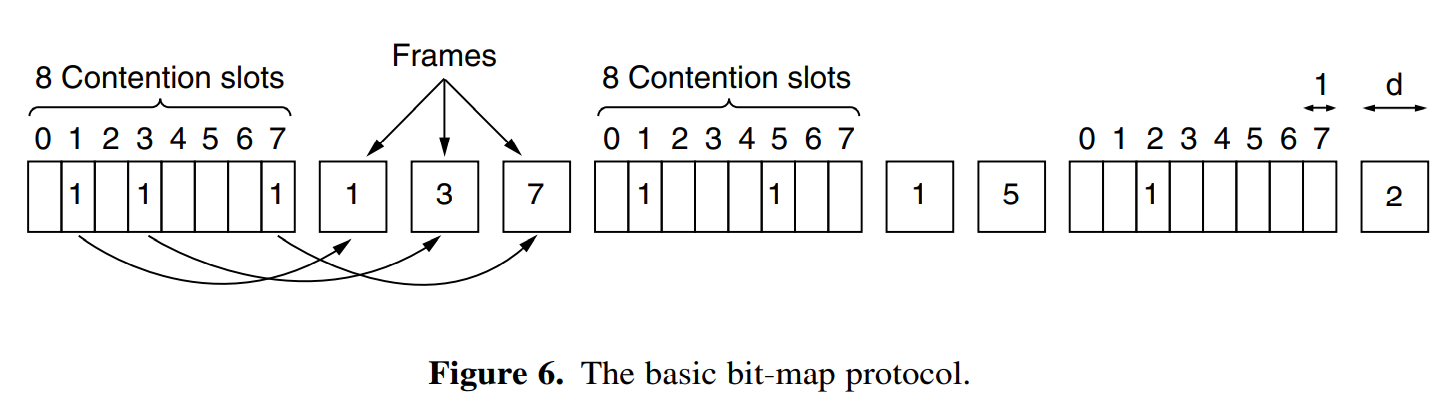 Frames
8 Contention slots 8 Contention slots 1 d
0 1 2 3 4 5 6 7 0 1 2 3 4 5 6 7 0 1 2 3 4 5 6 7
1 1 1 1 3 7 1 1 1 5 1 2
Figure 6. The basic bit-map protocol.